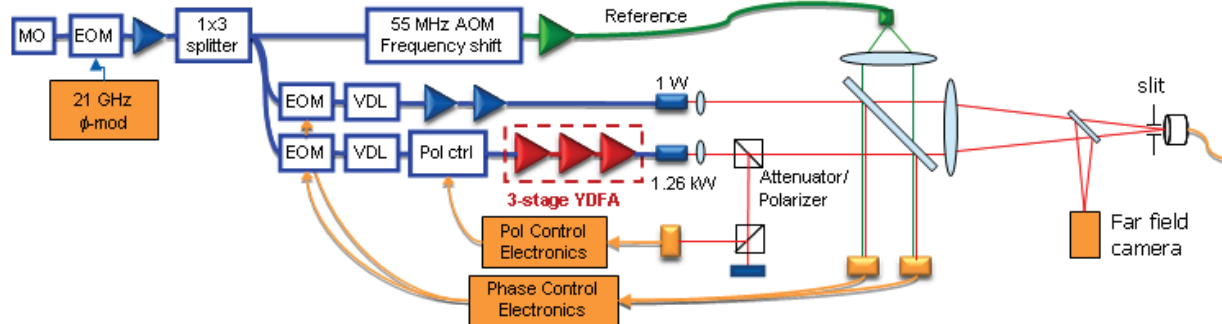 MO
EOM
1x3
splitter
55 MHz AOM
Frequency shift
Reference
21 GHz
ϕ-mod
EOM
VDL
1 W
slit
EOM
VDL
Pol ctrl
1.26 kW
Attenuator/
Polarizer
3-stage YDFA
Pol Control
Electronics
Far field
camera
Phase Control
Electronics